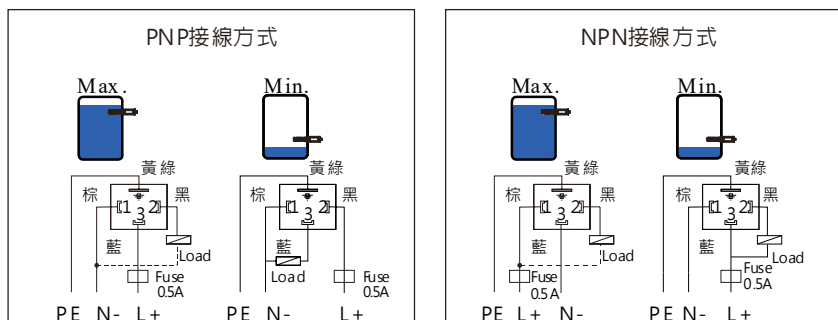 PNP接線方式
Max.
Min.
黃綠
棕
1
2
3
黑
藍
Load
Fuse
0.5A
PE N- L+
黃綠
棕
1
2
3
黑
藍
Load
Fuse
0.5A
PE N- L+
NPN接線方式
Max.
Min.
黃綠
棕
1
2
3
黑
藍
Load
Fuse
0.5A
PE L+ N-
黃綠
棕
1
2
3
黑
藍
Load
Fuse
0.5A
PE N- L+